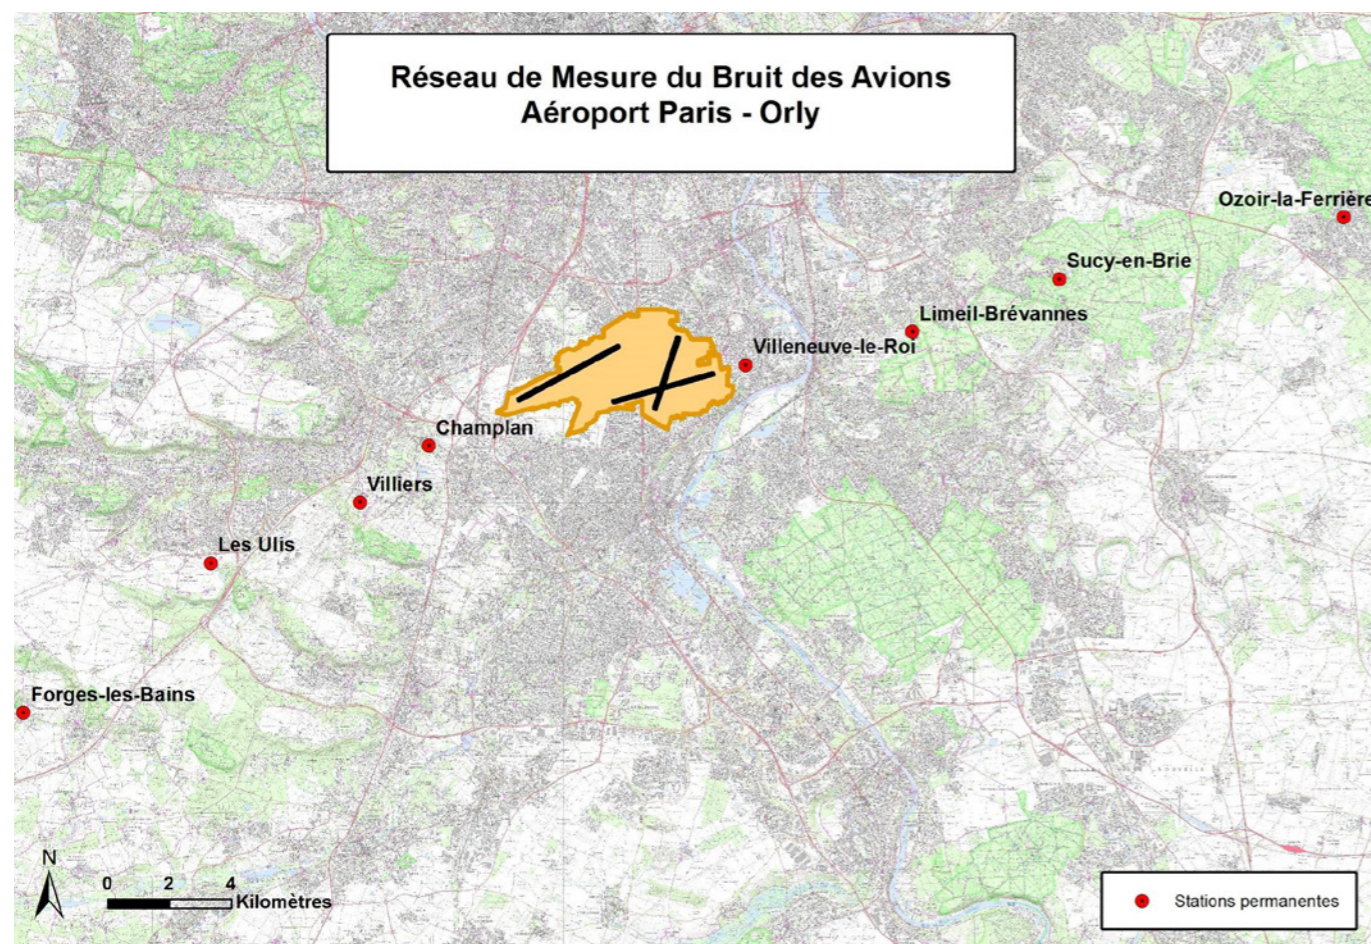 Réseau de Mesure du Bruit des Avions
Aéroport Paris - Orly
Ozoir-la-Ferrière
Sucy-en-Brie
Limeil-Brévannes
Villeneuve-le-Roi
Champlan
Villiers
Les Ulis
Forges-les-Bains
N
0 2 4
Kilomètres
Stations permanentes